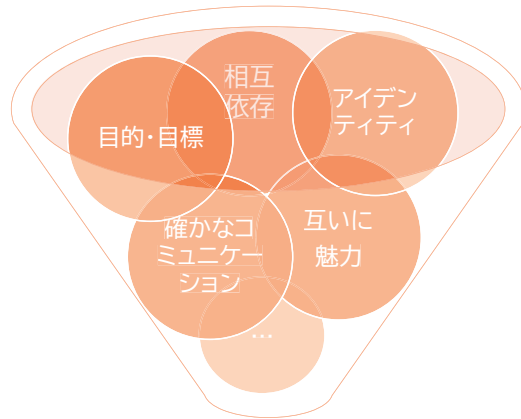 相互
依存
アイデン
ティティ
目的・目標
確かなコ
ミュニケー
ション
互いに
魅力
…